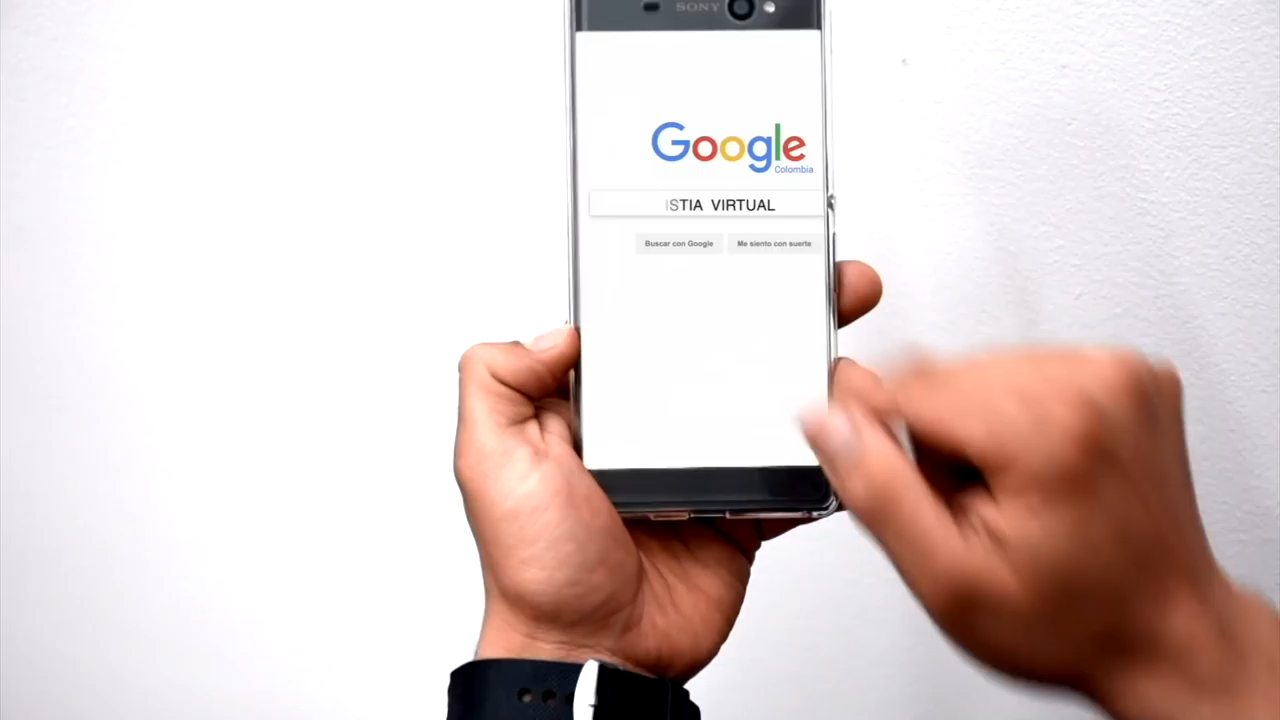 SONY
Google
Colombia
ISTIA VIRTUAL
Buscar con Google
Me siento con suerte